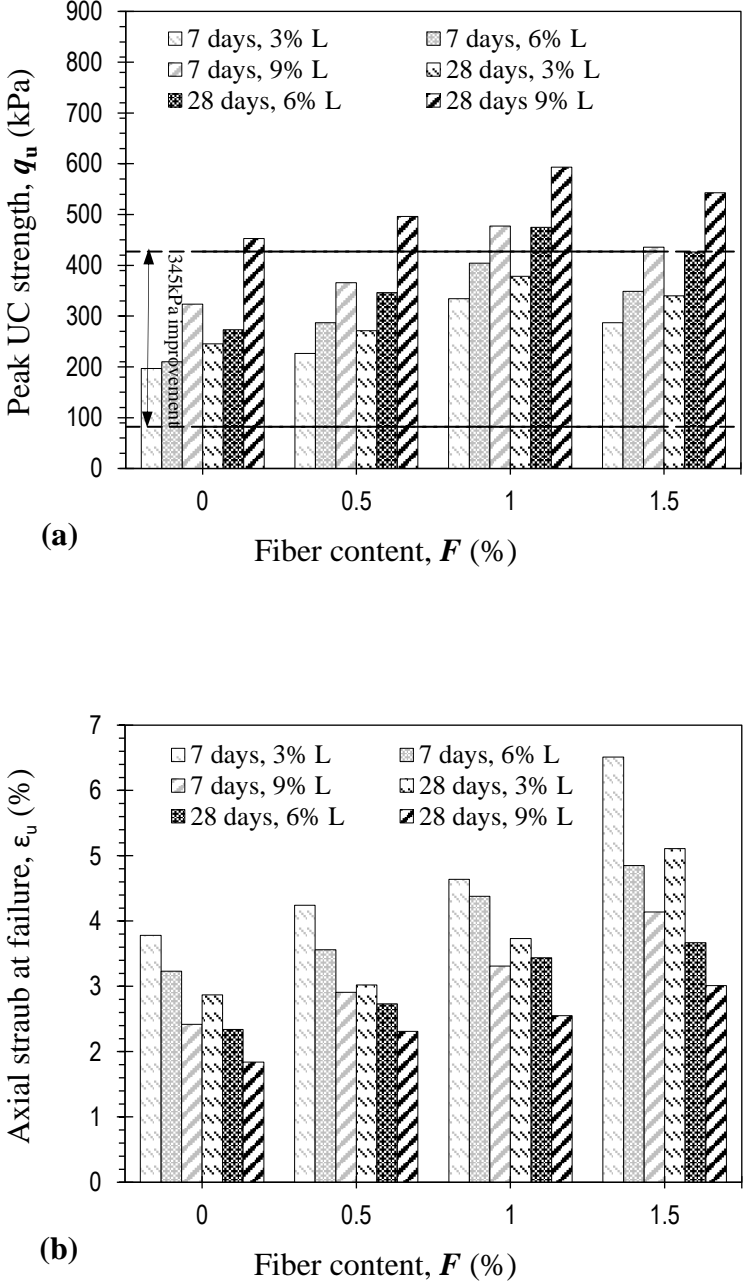 900
800
700
600
500
400
300
200
100
0
Peak UC strength, qu (kPa)
7 days, 3% L
7 days, 6% L
7 days, 9% L
28 days, 3% L
28 days, 6% L
28 days 9% L
345kPa improvement
0
0.5
1
1.5
(a)
Fiber content, F (%)
7
6
5
4
3
2
1
0
Axial straub at failure, εu (%)
7 days, 3% L
7 days, 6% L
7 days, 9% L
28 days, 3% L
28 days, 6% L
28 days, 9% L
0
0.5
1
1.5
(b)
Fiber content, F (%)